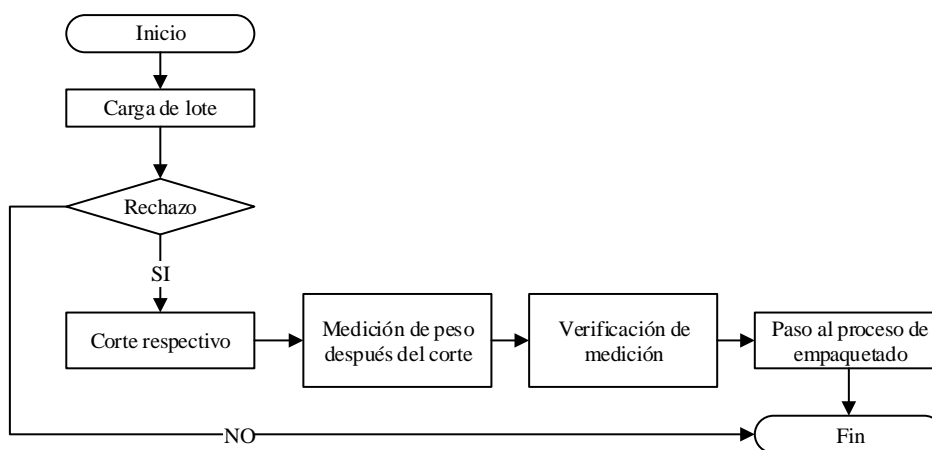 Inicio
Carga de lote
Rechazo
SI
Corte respectivo
Medición de peso
después del corte
Verificación de
medición
Paso al proceso de
empaquetado
NO
Fin